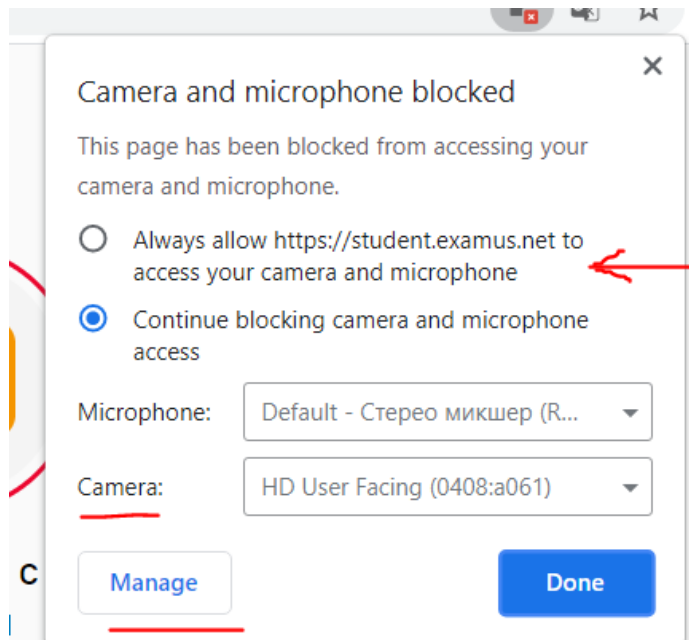 Camera and microphone blocked
This page has been blocked from accessing your
camera and microphone.
Always allow https://student.examus.net to
access your camera and microphone
Continue blocking camera and microphone
access
Microphone: Default - Стерео микшер (R...
Camera: HD User Facing (0408:a061)
c
Manage Done